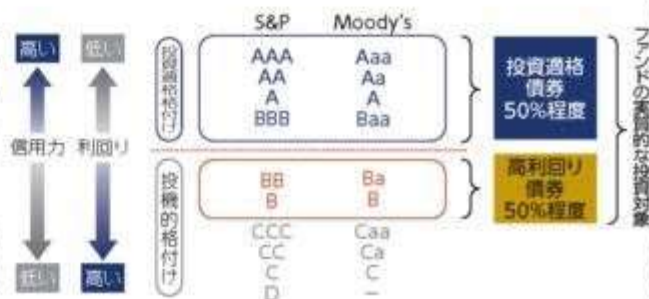 S&P Moody's
高い 低い
信用力 利回り
低い 高い
投資適格格付け
AAA Aaa
AA Aa
A A
BBB Baa
投資適格
債券
50%程度
投機的格付け
BB Ba
B B
高利回り
債券
50%程度
CCC Caa
CC Ca
C C
D –
ファンドの実質的な投資対象